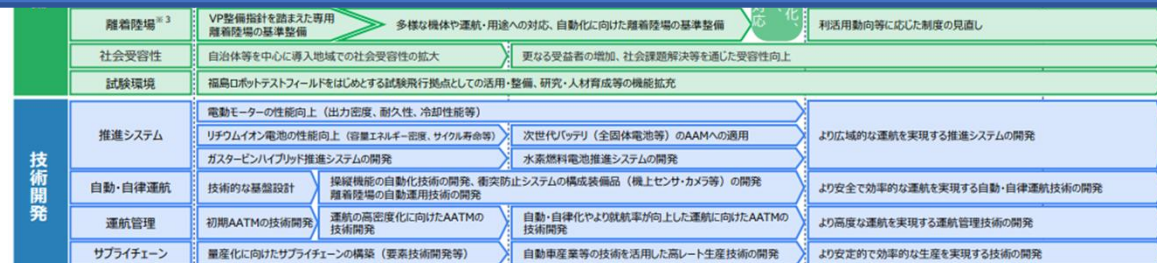 離着陸場※3
VP整備指針を踏まえた専用
離着陸場の基準整備
多様な機体や運航・用途への対応、自動化に向けた離着陸場の基準整備
化、
対応
利活用動向等に応じた制度の見直し
社会受容性
自治体等を中心に導入地域での社会受容性の拡大
更なる受益者の増加、社会課題解決等を通じた受容性向上
試験環境
福島ロボットテストフィールドをはじめとする試験飛行拠点としての活用・整備、研究・人材育成等の機能拡充
技術開発
推進システム
電動モーターの性能向上（出力密度、耐久性、冷却性能等）
リチウムイオン電池の性能向上（容量エネルギー密度、サイクル寿命等）
次世代バッテリ（全固体電池等）のAAMへの適用
ガスタービンハイブリッド推進システムの開発
水素燃料電池推進システムの開発
より広域的な運航を実現する推進システムの開発
自動・自律運航
技術的な基盤設計
操縦機能の自動化技術の開発、衝突防止システムの構成装備品（機上センサ・カメラ等）の開発
離着陸場の自動運用技術の開発
より安全で効率的な運航を実現する自動・自律運航技術の開発
運航管理
初期AATMの技術開発
運航の高密度化に向けたAATMの
技術開発
自動・自律化やより就航率が向上した運航に向けたAATMの
技術開発
より高度な運航を実現する運航管理技術の開発
サプライチェーン
量産化に向けたサプライチェーンの構築（要素技術開発等）
自動車産業等の技術を活用した高レート生産技術の開発
より安定的で効率的な生産を実現する技術の開発